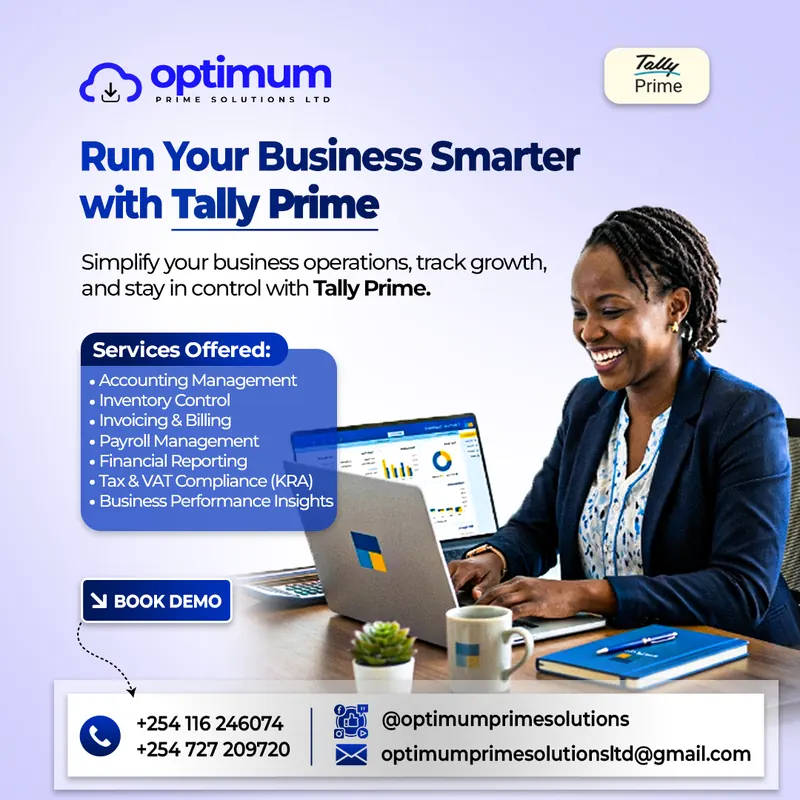 optimum
PRIME SOLUTIONS LTD
Tally
Prime
Run Your Business Smarter
with Tally Prime
Simplify your business operations, track growth,
and stay in control with Tally Prime.
Services Offered:
• Accounting Management
• Inventory Control
• Invoicing & Billing
• Payroll Management
• Financial Reporting
• Tax & VAT Compliance (KRA)
• Business Performance Insights
BOOK DEMO
+254 116 246074
+254 727 209720
@optimumprimesolutions
optimumprimesolutionsltd@gmail.com